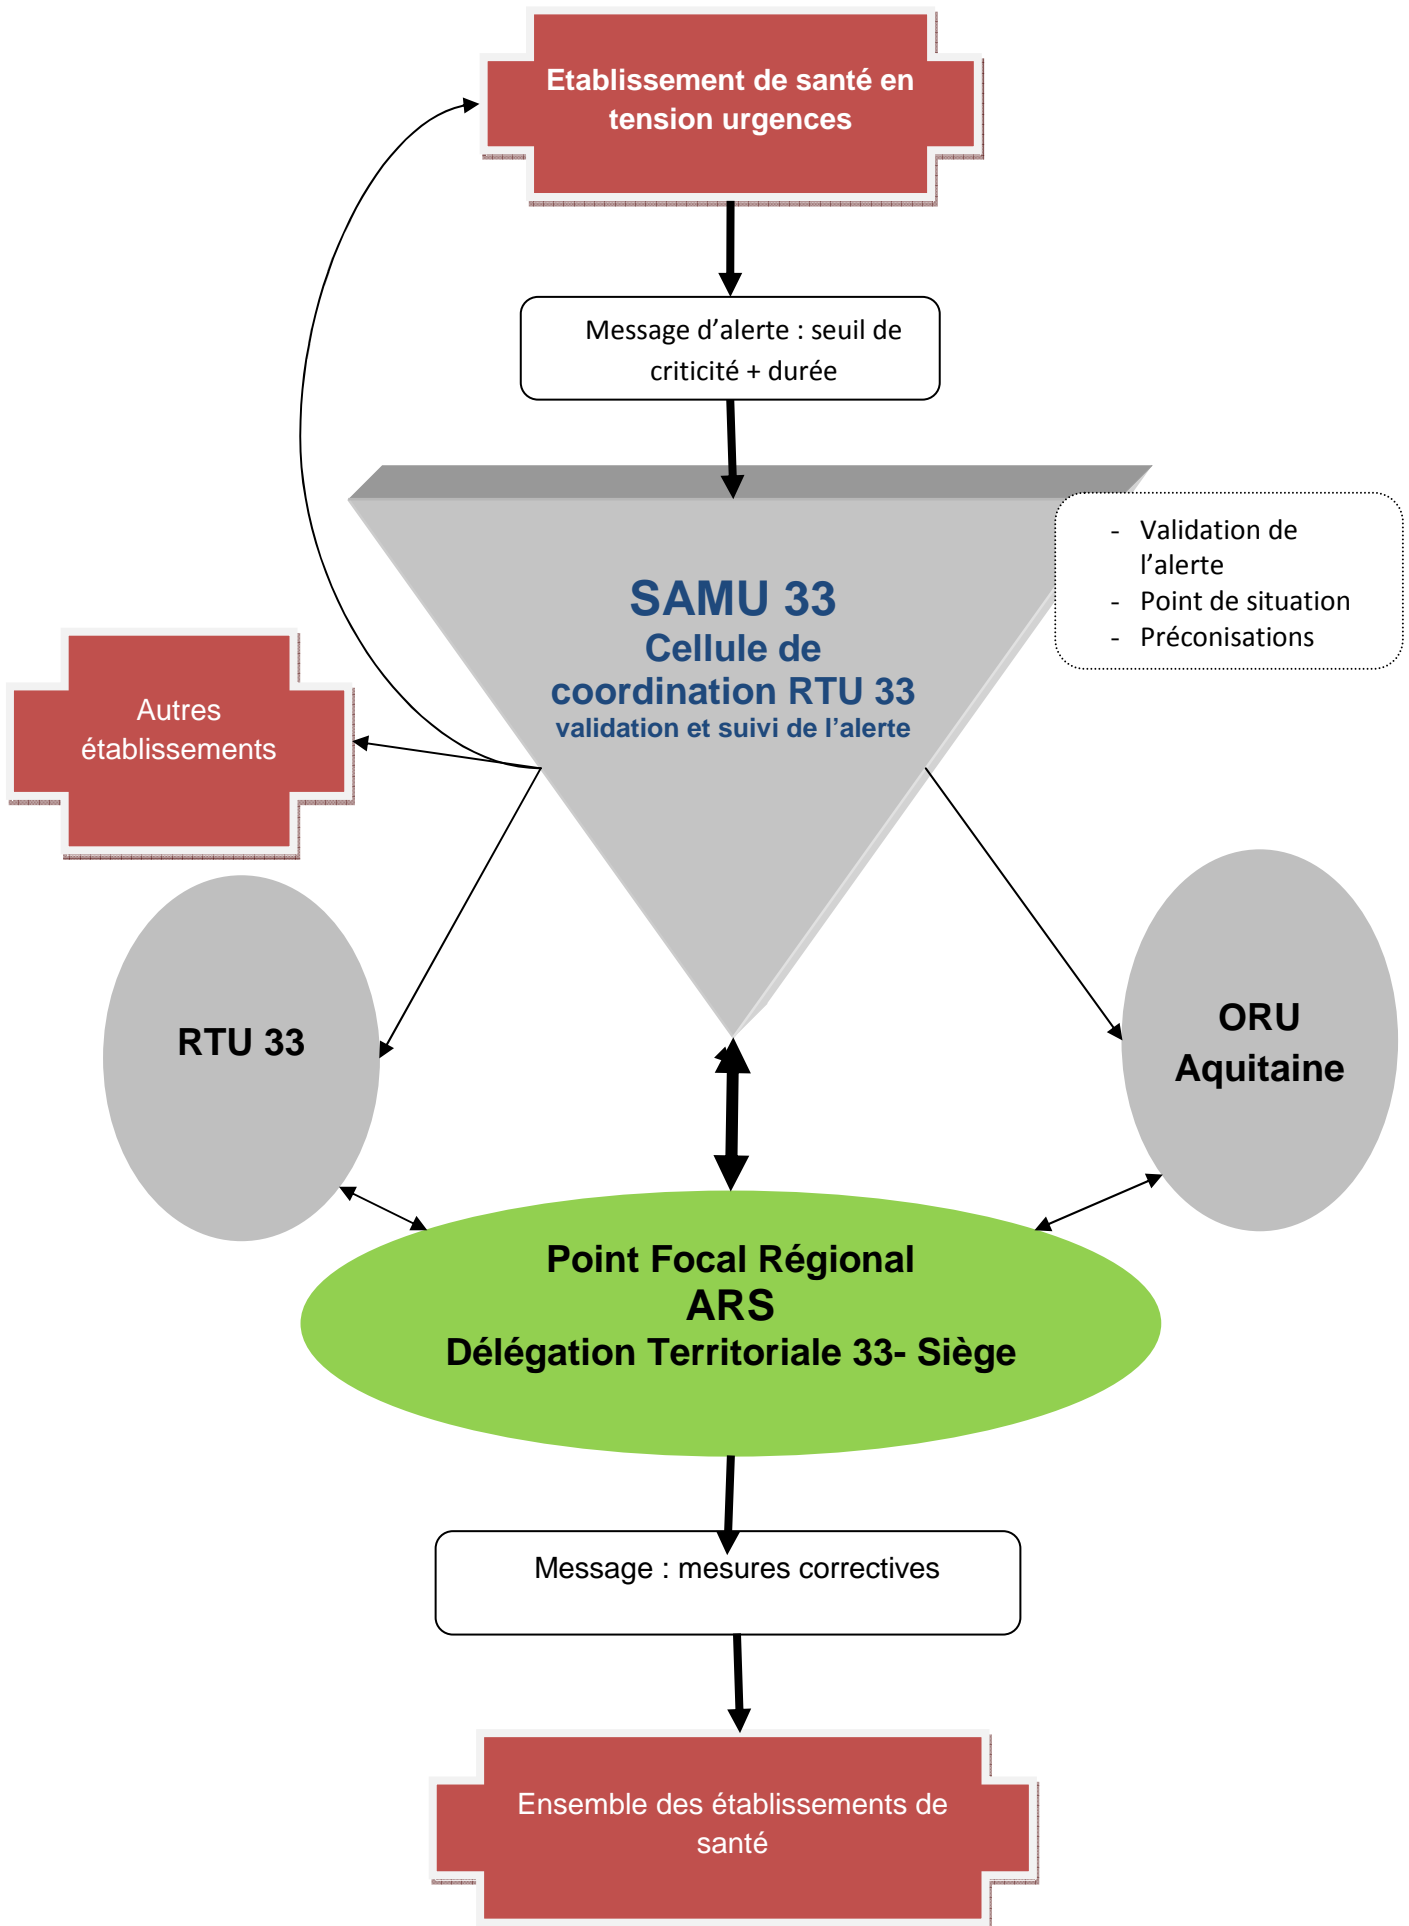 Etablissement de santé en
tension urgences
Message d’alerte : seuil de
criticité + durée
- Validation de
l’alerte
- Point de situation
- Préconisations
SAMU 33
Cellule de
coordination RTU 33
validation et suivi de l’alerte
Autres
établissements
RTU 33
ORU
Aquitaine
Point Focal Régional
ARS
Délégation Territoriale 33- Siège
Message : mesures correctives
Ensemble des établissements de
santé